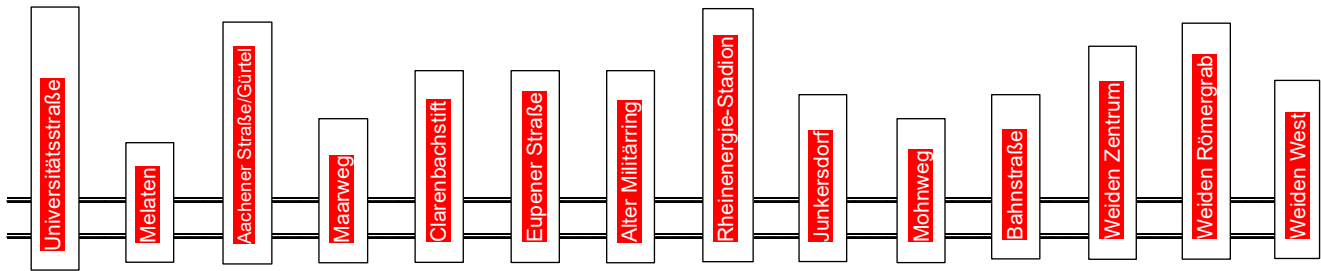 Universitätsstraße
Melaten
Aachener Straße/Gürtel
Maarweg
Clarenbachstift
Eupener Straße
Alter Militärring
Rheinenergie-Stadion
Junkersdorf
Mohnweg
Bahnstraße
Weiden Zentrum
Weiden Römergrab
Weiden West